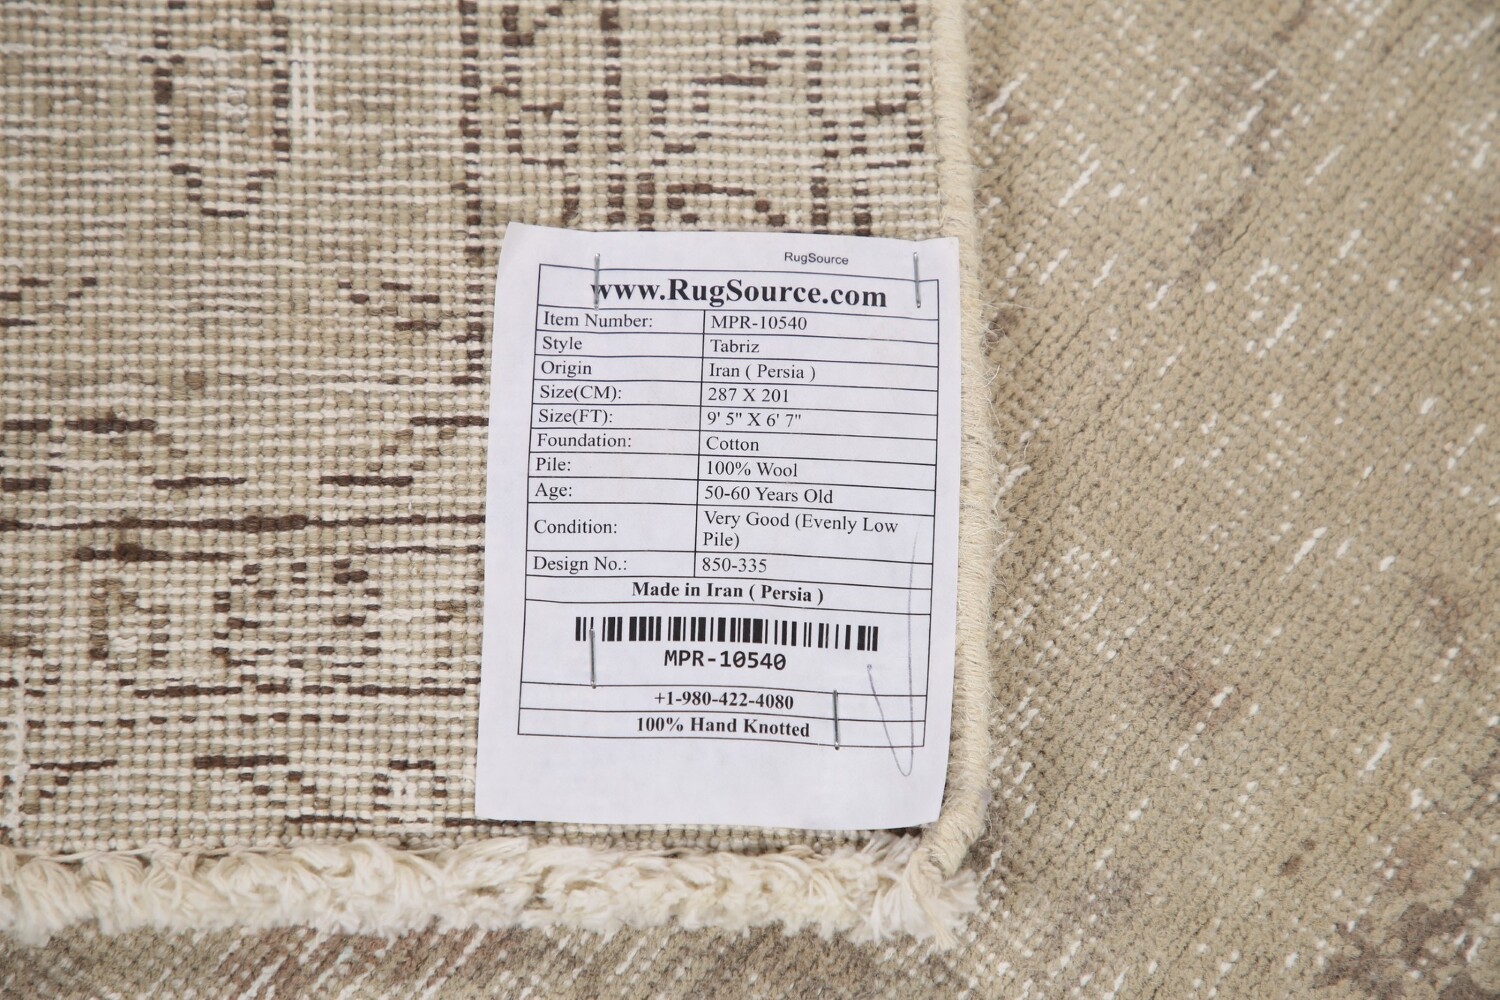 RugSource
www.RugSource.com
Item Number: MPR-10540
Style Tabriz
Origin Iran ( Persia )
Size(CM): 287 X 201
Size(FT): 9' 5" X 6' 7"
Foundation: Cotton
Pile: 100% Wool
Age: 50-60 Years Old
Condition: Very Good (Evenly Low
Pile)
Design No.: 850-335
Made in Iran ( Persia )
MPR-10540
+1-980-422-4080
100% Hand Knotted